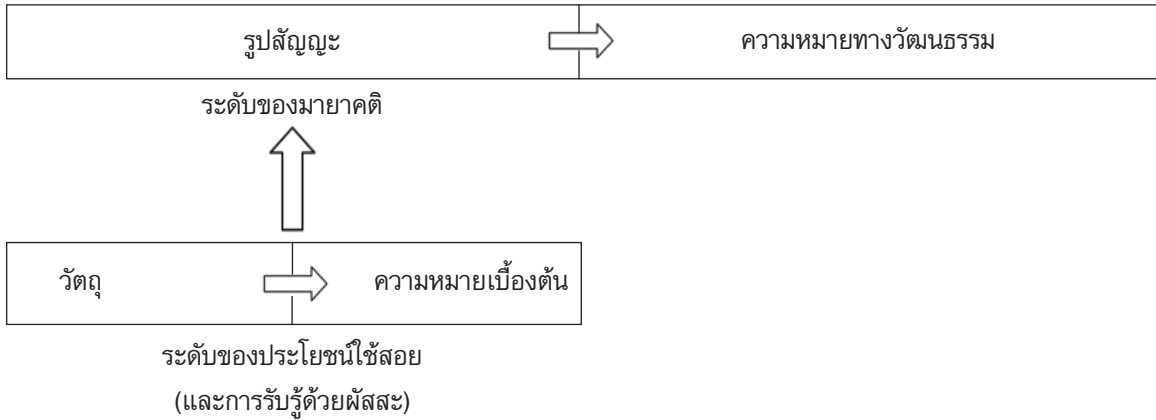 รูปสัญญะ ความหมายทางวัฒนธรรม
ระดับของมายาคติ
วัตถุ ความหมายเบื้องต้น
ระดับของประโยชน์ใช้สอย
(และการรับรู้ด้วยผัสสะ)